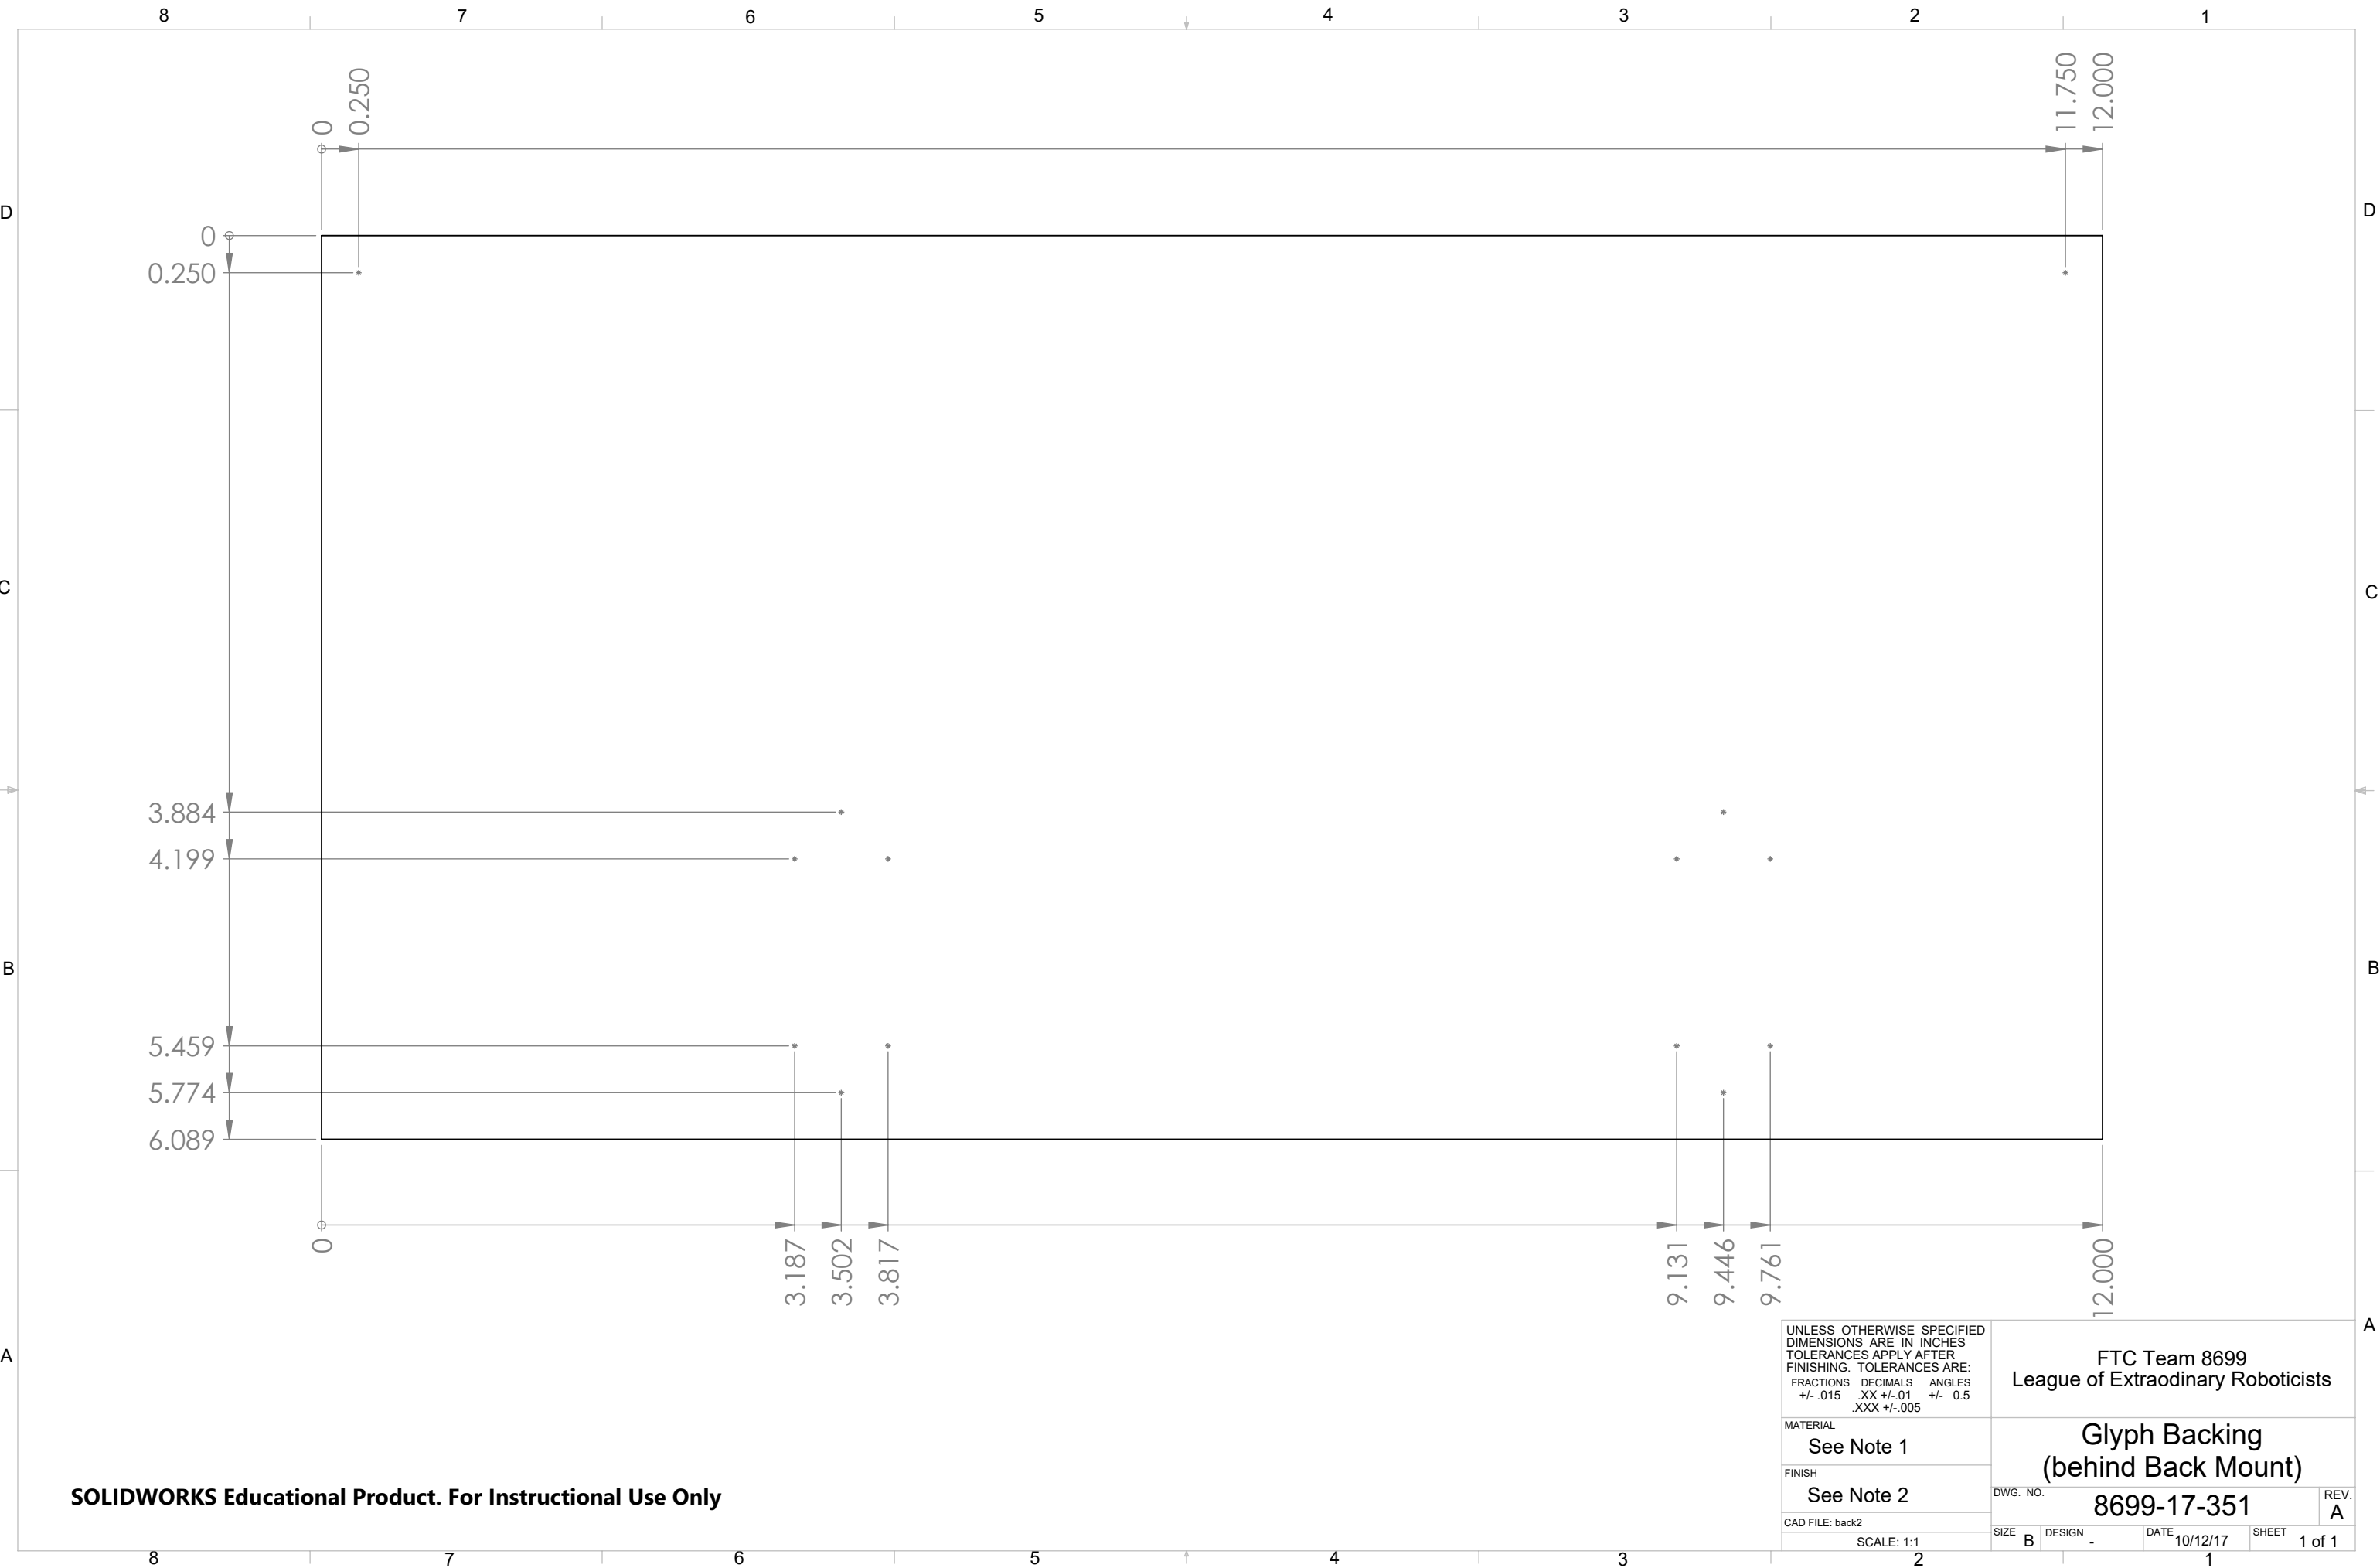 8 7 6 5 4 3 2 1
0 0.250 11.750 12.000
D D
0
0.250
C C
3.884
4.199
B B
5.459
5.774
6.089
0 3.187 3.502 3.817 9.131 9.446 9.761 12.000
A A
UNLESS OTHERWISE SPECIFIED
DIMENSIONS ARE IN INCHES
TOLERANCES APPLY AFTER
FINISHING. TOLERANCES ARE:
FRACTIONS DECIMALS ANGLES
+/- .015 .XX +/-.01 +/- 0.5
.XXX +/-.005
FTC Team 8699
League of Extraodinary Roboticists
MATERIAL
See Note 1
Glyph Backing
(behind Back Mount)
FINISH
See Note 2
DWG. NO.
8699-17-351
REV.
A
CAD FILE: back2
SCALE: 1:1
SIZE B DESIGN - DATE 10/12/17 SHEET 1 of 1
SOLIDWORKS Educational Product. For Instructional Use Only
8 7 6 5 4 3 2 1